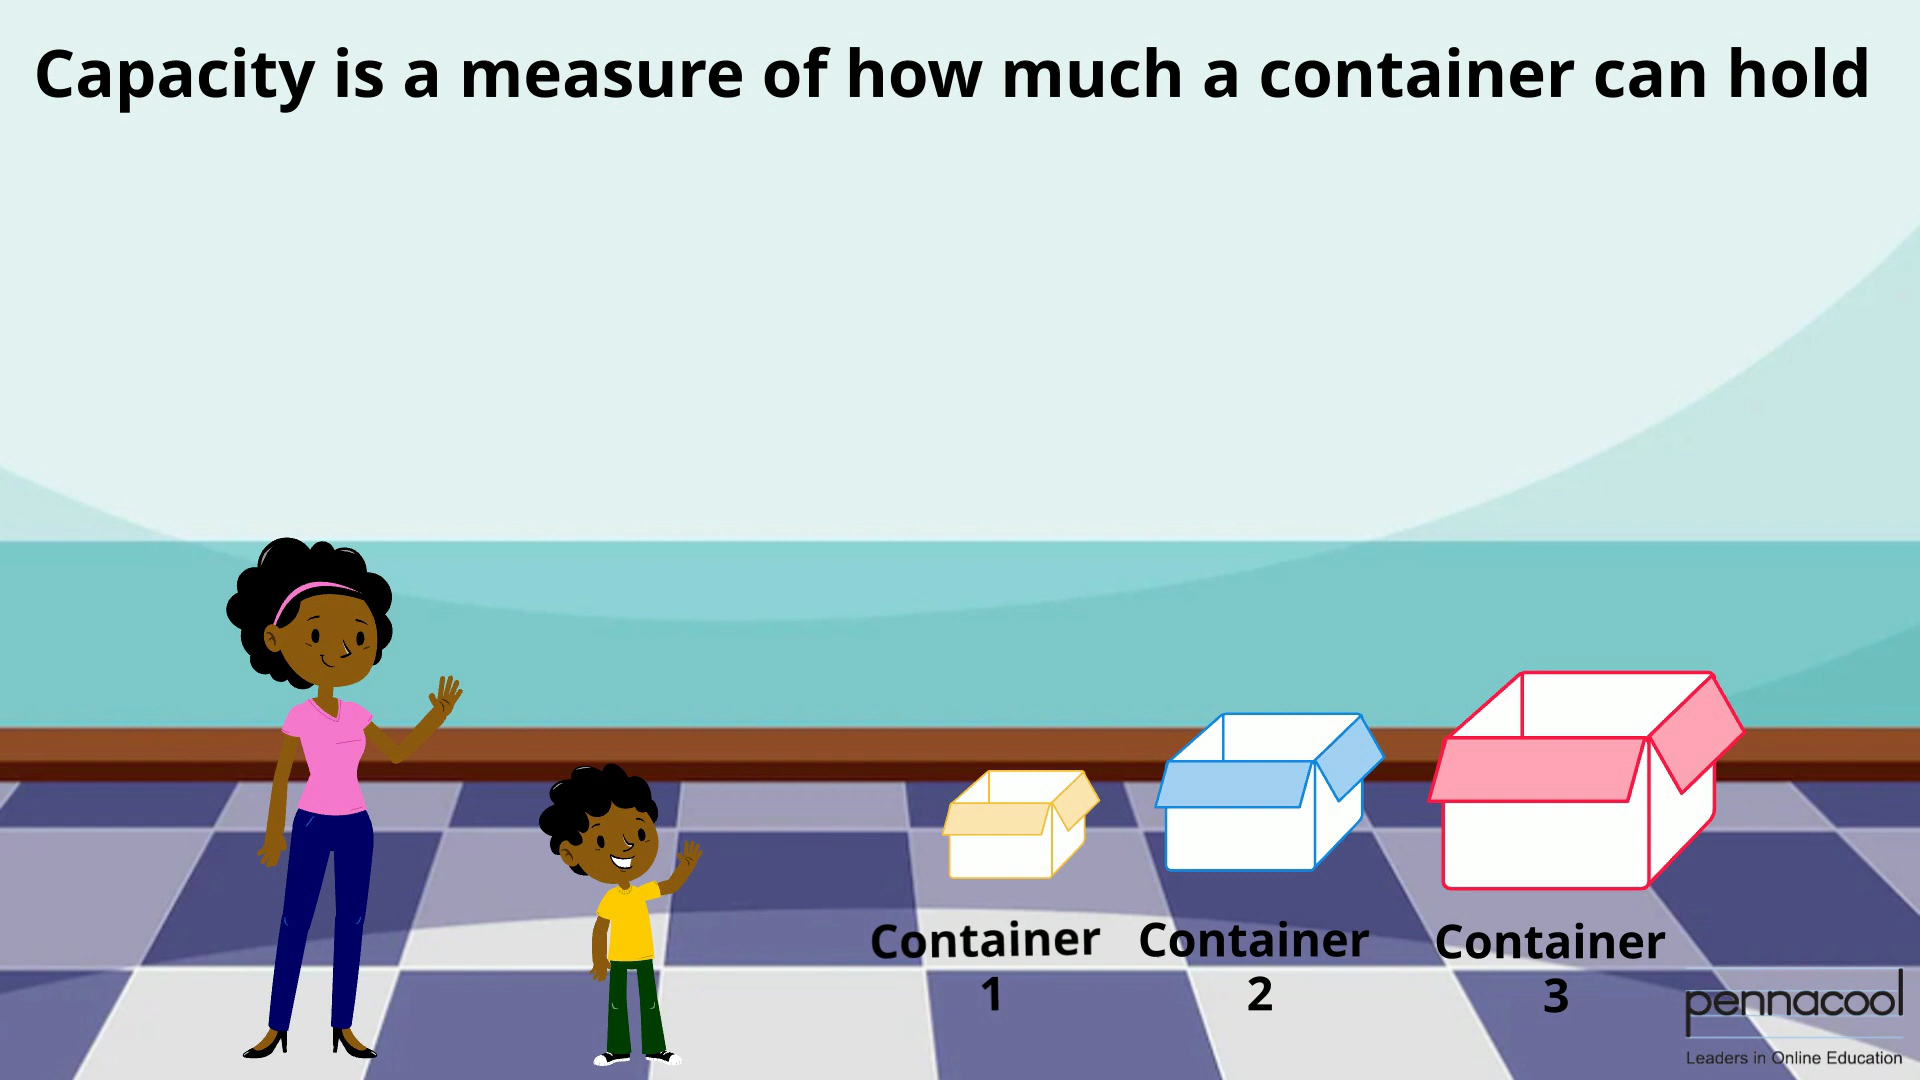 Capacity is a measure of how much a container can hold
Container
1
Container
2
Container
3
pennacool
Leaders in Online Education